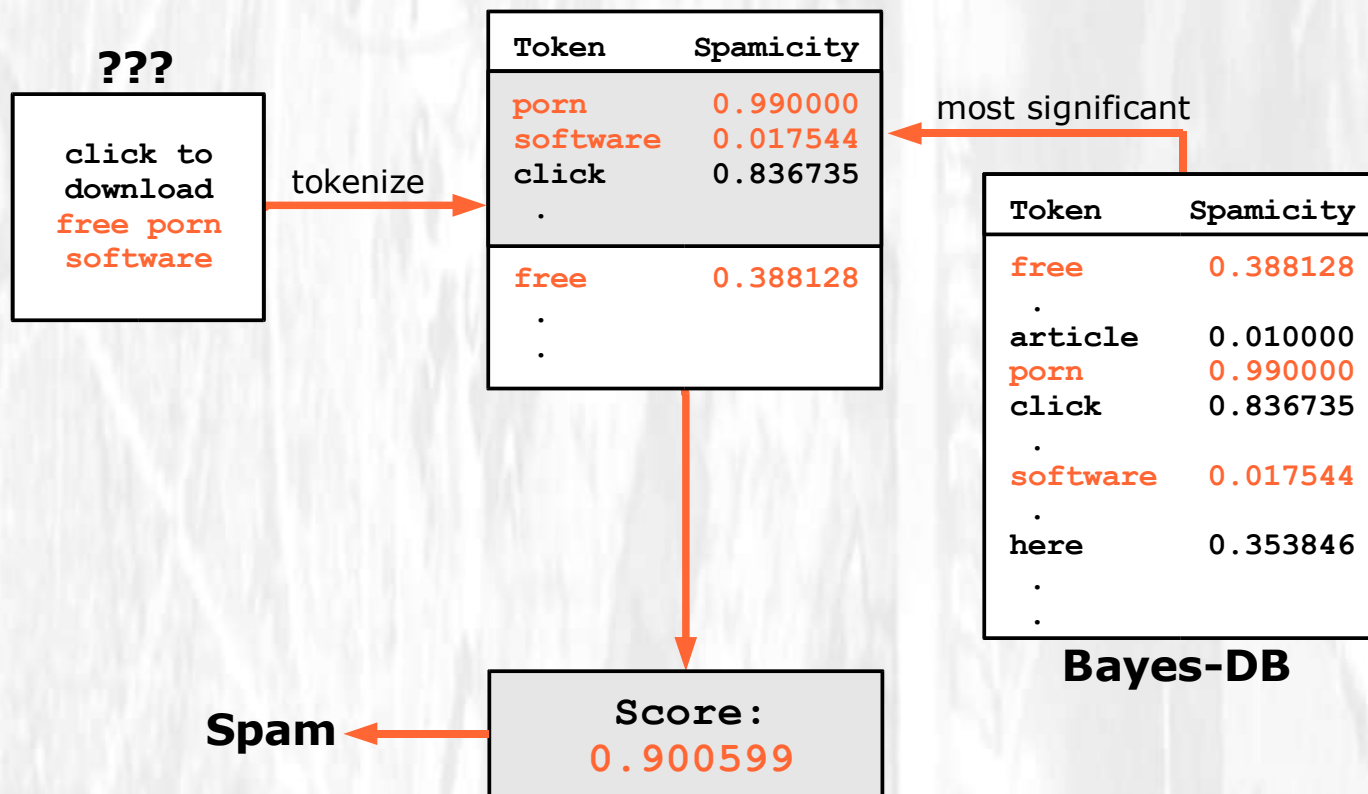 ???
click to
download
free porn
software
tokenize
Token Spamicity
porn 0.990000
software 0.017544
click 0.836735
.
free 0.388128
.
.
most significant
Token Spamicity
free 0.388128
.
article 0.010000
porn 0.990000
click 0.836735
.
software 0.017544
.
here 0.353846
.
.
Bayes-DB
Score:
0.900599
Spam